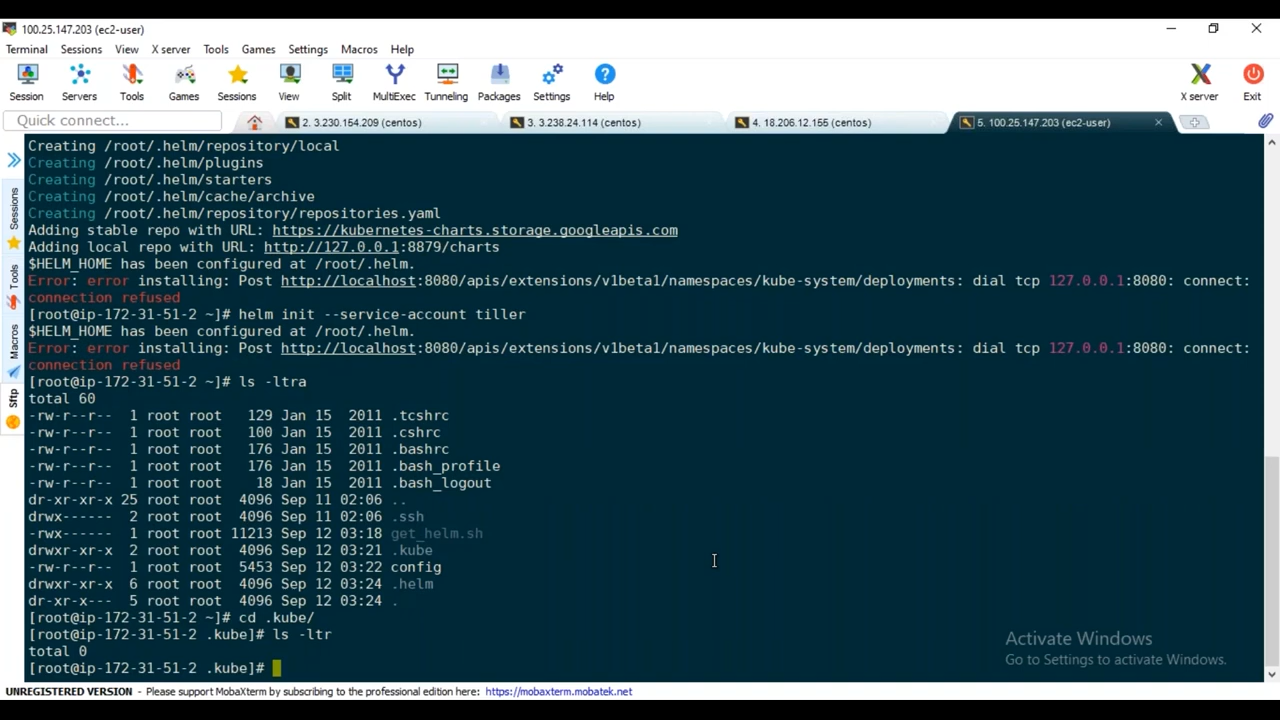 100.25.147.203 (ec2-user)
Terminal Sessions View X server Tools Games Settings Macros Help
Session Servers Tools Games Sessions View Split MultiExec Tunneling Packages Settings Help X server Exit
Quick connect... 2. 3.230.154.209 (centos) 3. 3.238.24.114 (centos) 4. 18.206.12.155 (centos) 5. 100.25.147.203 (ec2-user)
Sessions
Tools
Macros
Sftp
Creating /root/.helm/repository/local
Creating /root/.helm/plugins
Creating /root/.helm/starters
Creating /root/.helm/cache/archive
Creating /root/.helm/repository/repositories.yaml
Adding stable repo with URL: https://kubernetes-charts.storage.googleapis.com
Adding local repo with URL: http://127.0.0.1:8879/charts
$HELM_HOME has been configured at /root/.helm.
Error: error installing: Post http://localhost:8080/apis/extensions/v1beta1/namespaces/kube-system/deployments: dial tcp 127.0.0.1:8080: connect:
connection refused
[root@ip-172-31-51-2 ~]# helm init --service-account tiller
$HELM_HOME has been configured at /root/.helm.
Error: error installing: Post http://localhost:8080/apis/extensions/v1beta1/namespaces/kube-system/deployments: dial tcp 127.0.0.1:8080: connect:
connection refused
[root@ip-172-31-51-2 ~]# ls -ltra
total 60
-rw-r--r-- 1 root root 129 Jan 15 2011 .tcshrc
-rw-r--r-- 1 root root 100 Jan 15 2011 .cshrc
-rw-r--r-- 1 root root 176 Jan 15 2011 .bashrc
-rw-r--r-- 1 root root 176 Jan 15 2011 .bash_profile
-rw-r--r-- 1 root root 18 Jan 15 2011 .bash_logout
dr-xr-xr-x 25 root root 4096 Sep 11 02:06 ..
drwx------ 2 root root 4096 Sep 11 02:06 .ssh
-rwx------ 1 root root 11213 Sep 12 03:18 get_helm.sh
drwxr-xr-x 2 root root 4096 Sep 12 03:21 .kube
-rw-r--r-- 1 root root 5453 Sep 12 03:22 config
drwxr-xr-x 6 root root 4096 Sep 12 03:24 .helm
dr-xr-x--- 5 root root 4096 Sep 12 03:24 .
[root@ip-172-31-51-2 ~]# cd .kube/
[root@ip-172-31-51-2 .kube]# ls -ltr
total 0
[root@ip-172-31-51-2 .kube]#
Activate Windows
Go to Settings to activate Windows.
UNREGISTERED VERSION - Please support MobaXterm by subscribing to the professional edition here: https://mobaxterm.mobatek.net